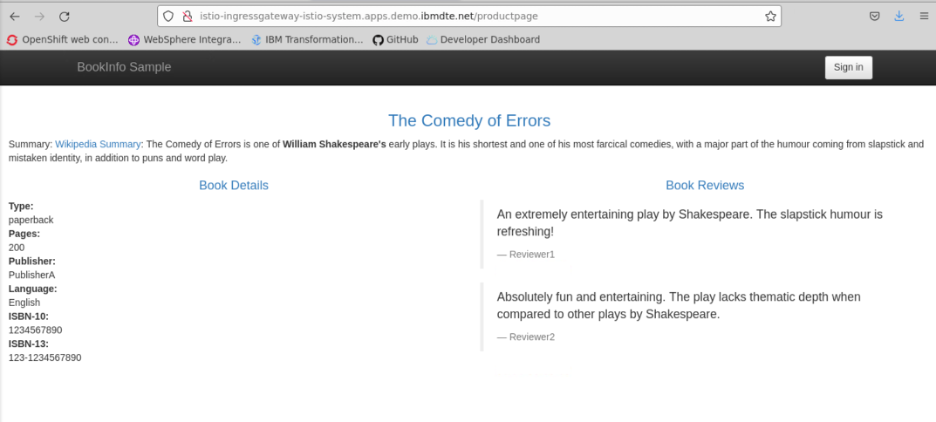 istio-ingressgateway-istio-system.apps.demo.ibmdte.net/productpage
OpenShift web con... WebSphere Integra... IBM Transformation... GitHub Developer Dashboard
BookInfo Sample Sign in
The Comedy of Errors
Summary: Wikipedia Summary: The Comedy of Errors is one of William Shakespeare's early plays. It is his shortest and one of his most farcical comedies, with a major part of the humour coming from slapstick and
mistaken identity, in addition to puns and word play.
Book Details
Type:
paperback
Pages:
200
Publisher:
PublisherA
Language:
English
ISBN-10:
1234567890
ISBN-13:
123-1234567890
Book Reviews
An extremely entertaining play by Shakespeare. The slapstick humour is
refreshing!
— Reviewer1
Absolutely fun and entertaining. The play lacks thematic depth when
compared to other plays by Shakespeare.
— Reviewer2